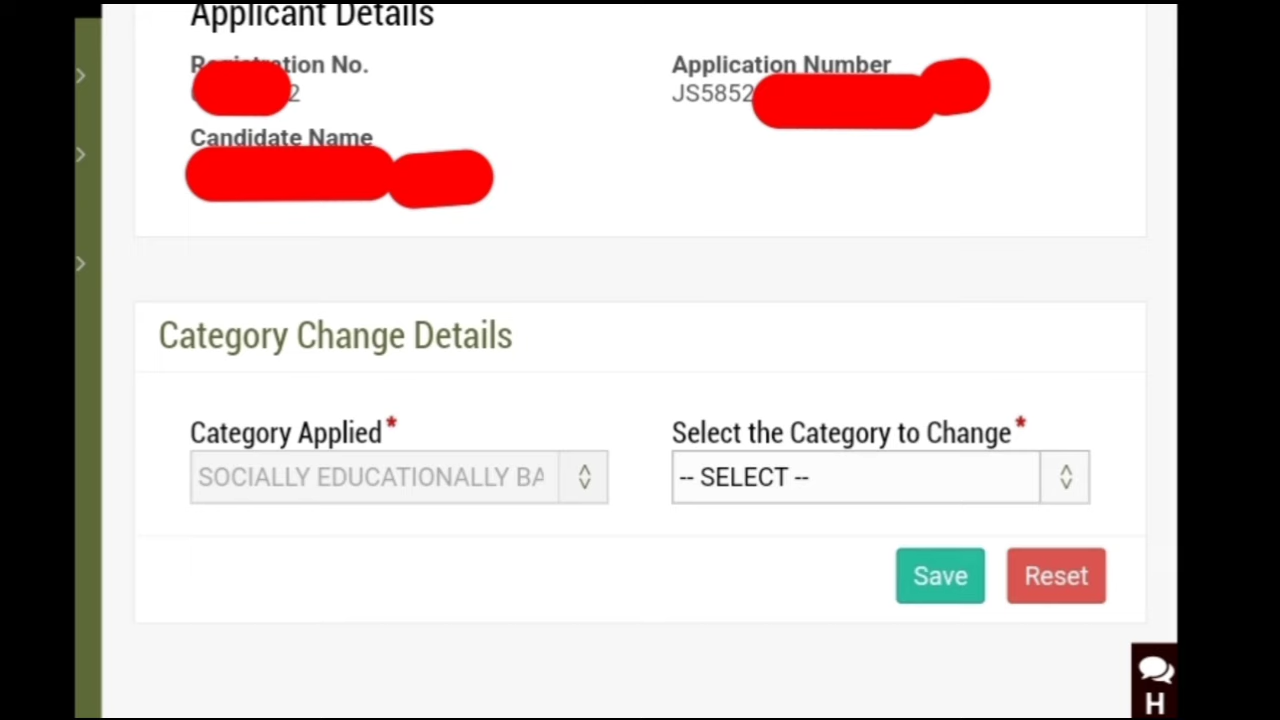 Applicant Details
Registration No.
2
Application Number
JS5852
Candidate Name
Category Change Details
Category Applied*
SOCIALLY EDUCATIONALLY BA
Select the Category to Change*
-- SELECT --
Save
Reset
H